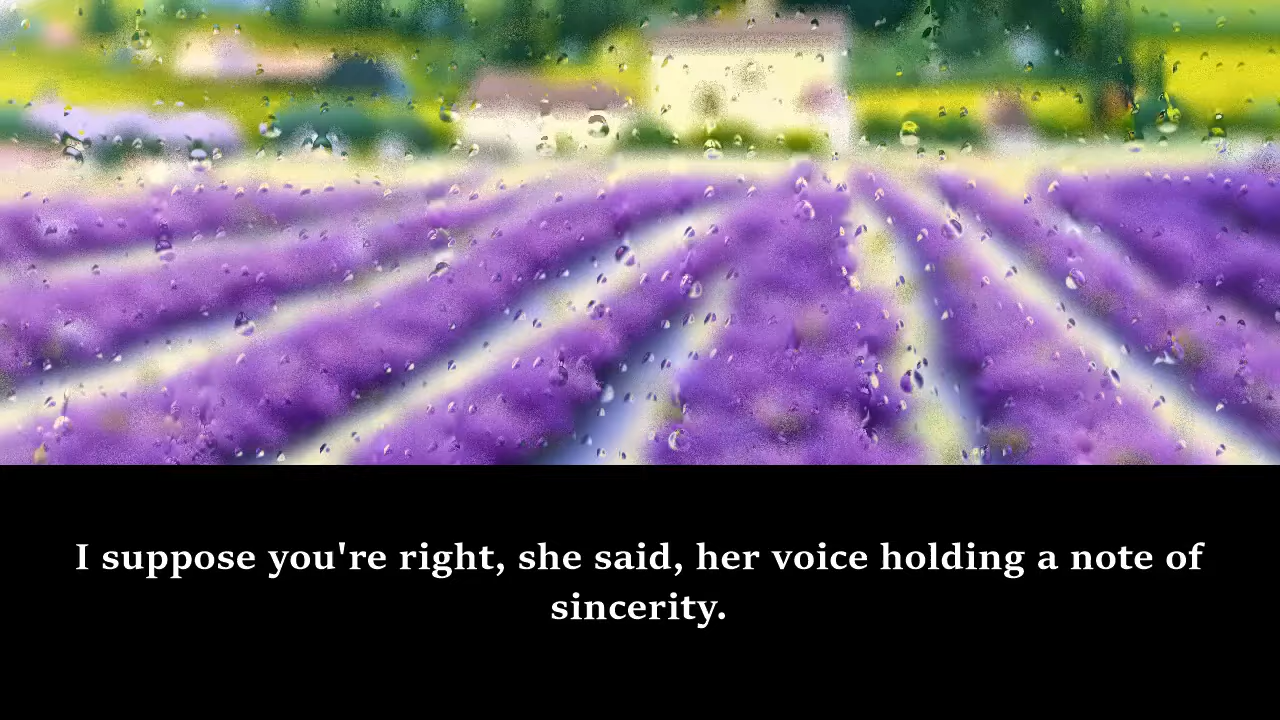 I suppose you're right, she said, her voice holding a note of
sincerity.